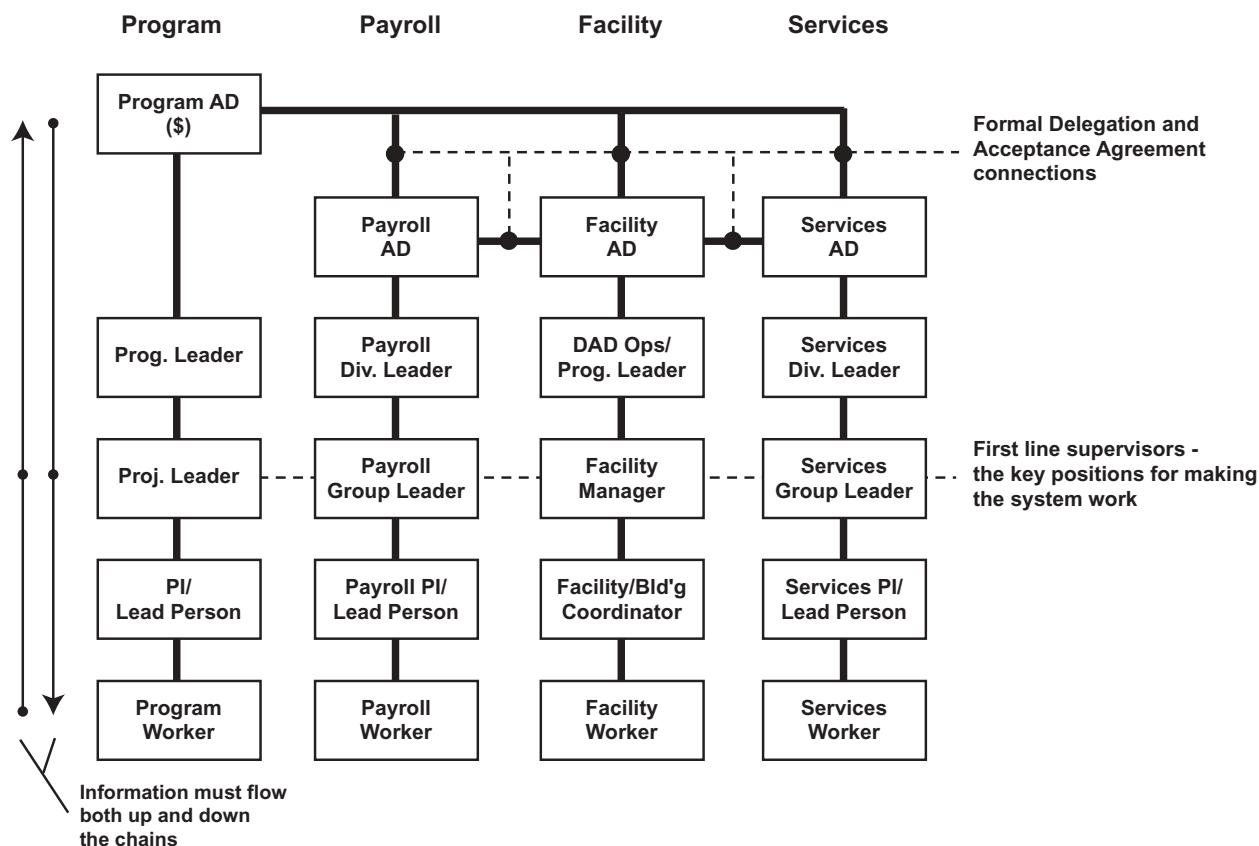 Program
Payroll
Facility
Services
Program AD
($)
Formal Delegation and
Acceptance Agreement
connections
Payroll
AD
Facility
AD
Services
AD
Prog. Leader
Payroll
Div. Leader
DAD Ops/
Prog. Leader
Services
Div. Leader
Proj. Leader
Payroll
Group Leader
Facility
Manager
Services
Group Leader
First line supervisors -
the key positions for making
the system work
PI/
Lead Person
Payroll PI/
Lead Person
Facility/Bld'g
Coordinator
Services PI/
Lead Person
Program
Worker
Payroll
Worker
Facility
Worker
Services
Worker
Information must flow
both up and down
the chains